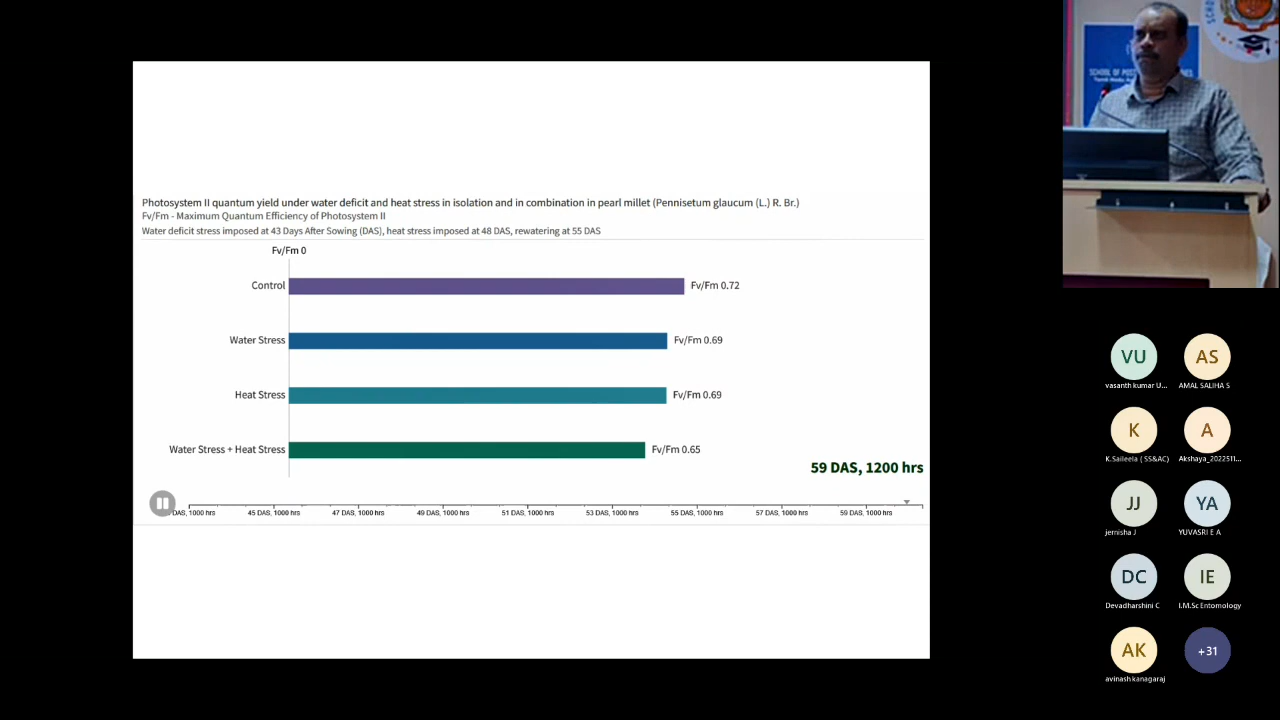 Photosystem II quantum yield under water deficit and heat stress in isolation and in combination in pearl millet (Pennisetum glaucum (L.) R. Br.)
Fv/Fm - Maximum Quantum Efficiency of Photosystem II
Water deficit stress imposed at 43 Days After Sowing (DAS), heat stress imposed at 48 DAS, rewatering at 55 DAS
Fv/Fm 0
Control Fv/Fm 0.72
Water Stress Fv/Fm 0.69
Heat Stress Fv/Fm 0.69
Water Stress + Heat Stress Fv/Fm 0.65
59 DAS, 1200 hrs
DAS, 1000 hrs 45 DAS, 1000 hrs 47 DAS, 1000 hrs 49 DAS, 1000 hrs 51 DAS, 1000 hrs 53 DAS, 1000 hrs 55 DAS, 1000 hrs 57 DAS, 1000 hrs 59 DAS, 1000 hrs
SCHOOL OF POST
VU AS
vasanth kumar U... AMAL SALIHA S
K A
K.Saileela ( SS&AC) Akshaya_2022511...
JJ YA
jernisha J YUVASRI E A
DC IE
Devadharshini C I.M.Sc Entomology
AK +31
avinash kanagaraj